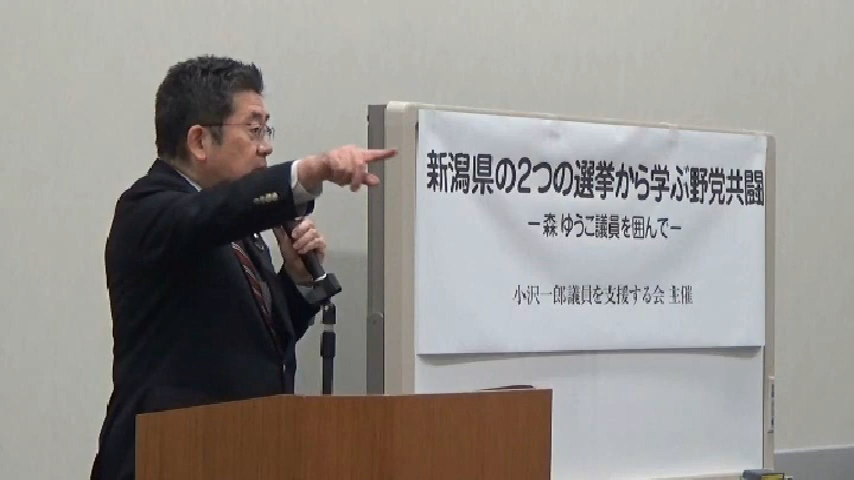 新潟県の2つの選挙から学ぶ野党共闘
－森 ゆうこ議員を囲んで－
小沢一郎議員を支援する会 主催